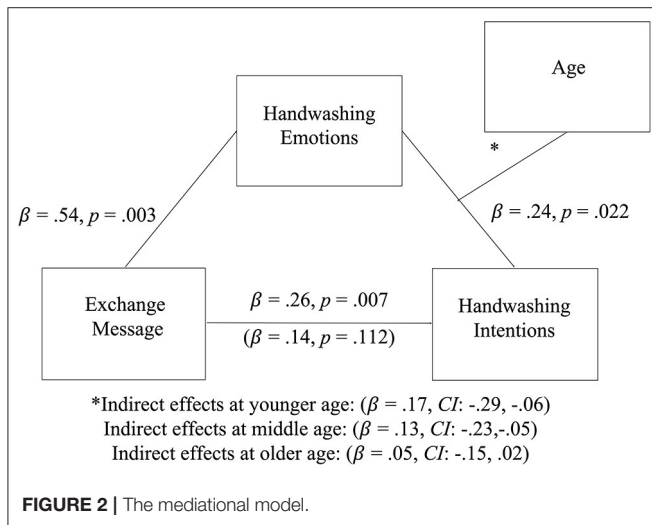 Age
Handwashing
Emotions
*
β = .54, p = .003
β = .24, p = .022
Exchange
Message
β = .26, p = .007
(β = .14, p = .112)
Handwashing
Intentions
*Indirect effects at younger age: (β = .17, CI: -.29, -.06)
Indirect effects at middle age: (β = .13, CI: -.23,-.05)
Indirect effects at older age: (β = .05, CI: -.15, .02)
FIGURE 2 | The mediational model.